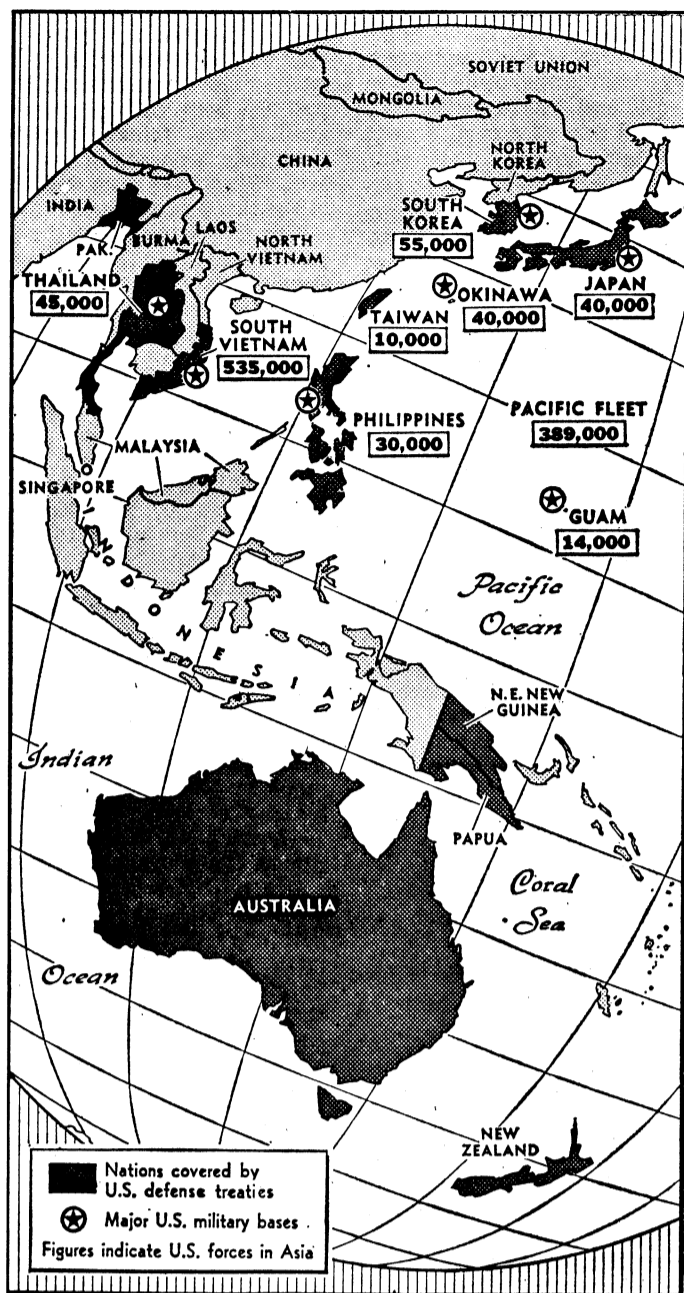 SOVIET UNION
MONGOLIA
CHINA
NORTH
KOREA
SOUTH
KOREA
55,000
INDIA
PAK.
BURMA
LAOS
NORTH
VIETNAM
THAILAND
45,000
SOUTH
VIETNAM
535,000
TAIWAN
10,000
OKINAWA
40,000
JAPAN
40,000
PHILIPPINES
30,000
PACIFIC FLEET
389,000
MALAYSIA
SINGAPORE
GUAM
14,000
INDONESIA
Pacific
Ocean
N.E. NEW
GUINEA
PAPUA
Indian
Ocean
AUSTRALIA
Coral
Sea
NEW
ZEALAND
Nations covered by
U.S. defense treaties
Major U.S. military bases
Figures indicate U.S. forces in Asia